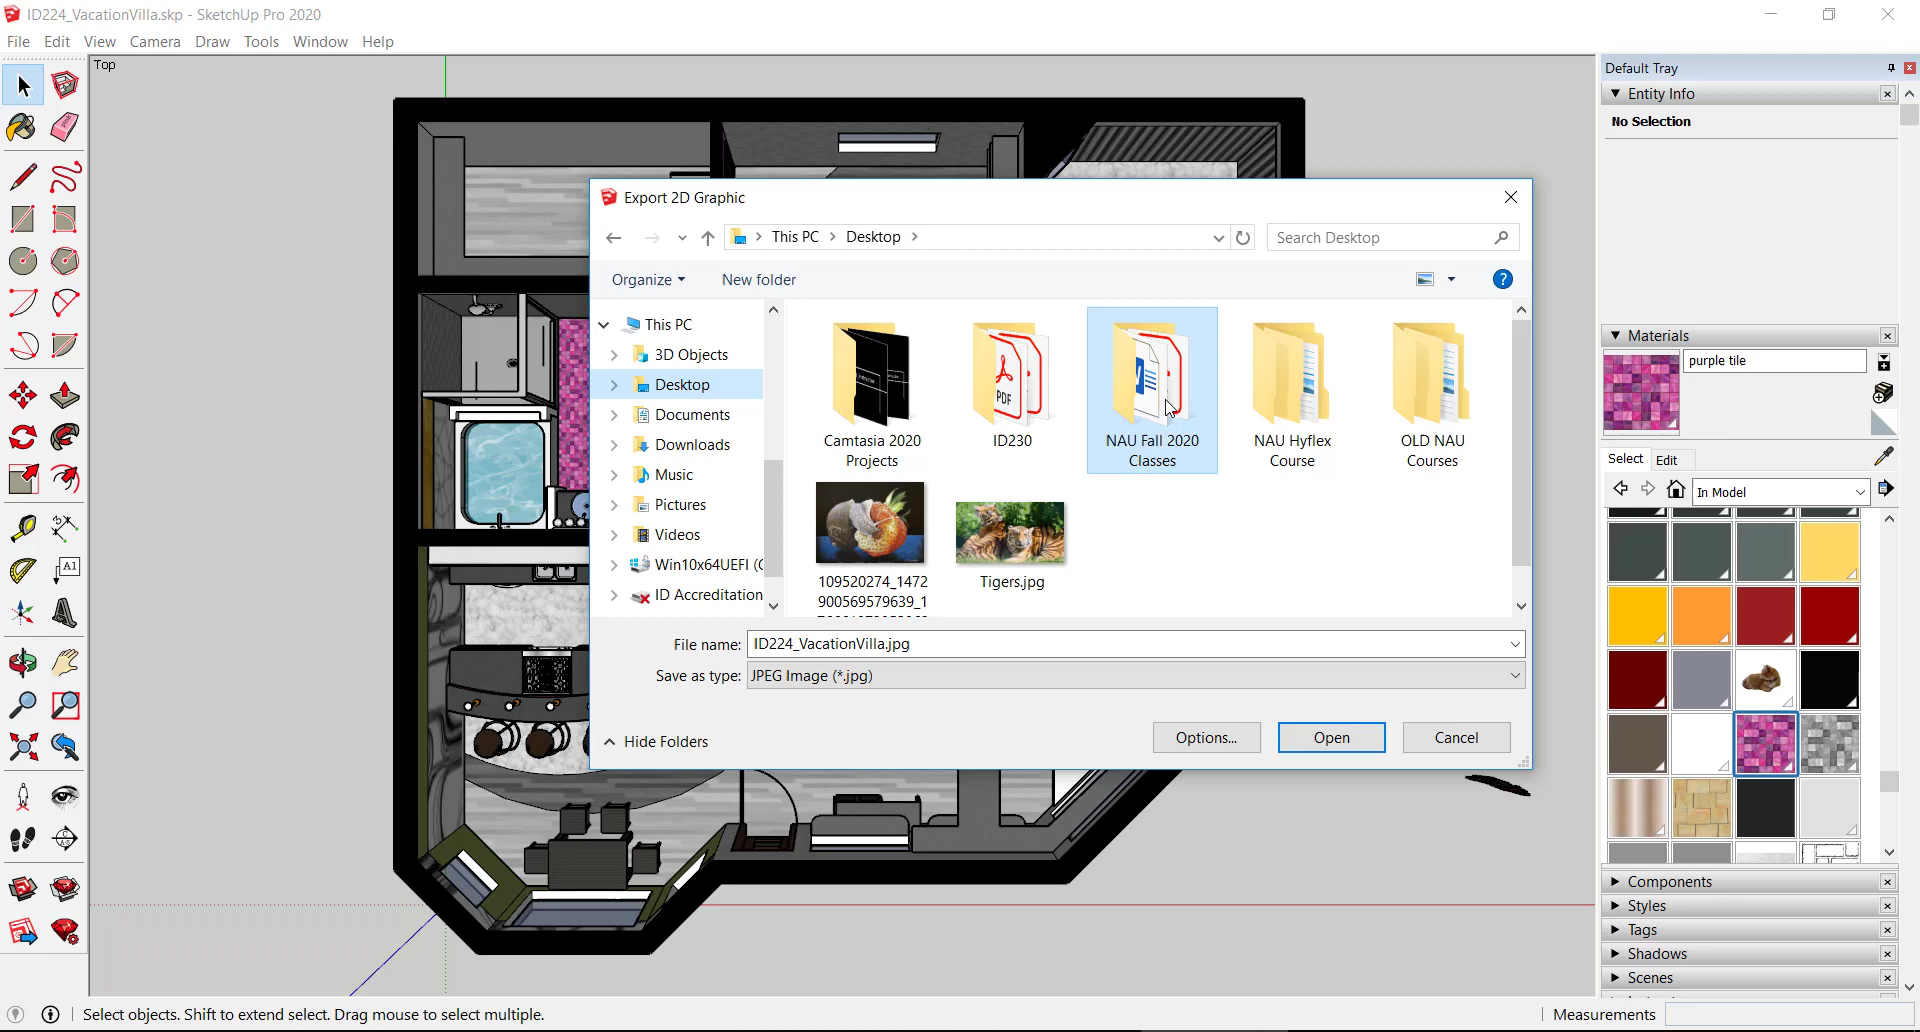 ID224_VacationVilla.skp - SketchUp Pro 2020
File Edit View Camera Draw Tools Window Help
Top
Default Tray
Entity Info
No Selection
Export 2D Graphic
This PC > Desktop >
Search Desktop
Organize
New folder
This PC
3D Objects
Desktop
Documents
Downloads
Music
Pictures
Videos
Win10x64UEFI (C
ID Accreditation
Camtasia 2020
Projects
PDF
ID230
NAU Fall 2020
Classes
NAU Hyflex
Course
OLD NAU
Courses
109520274_1472
900569579639_1
Tigers.jpg
File name: ID224_VacationVilla.jpg
Save as type: JPEG Image (*.jpg)
Hide Folders
Options...
Open
Cancel
Materials
purple tile
Select Edit
In Model
Components
Styles
Tags
Shadows
Scenes
A1
Select objects. Shift to extend select. Drag mouse to select multiple.
Measurements